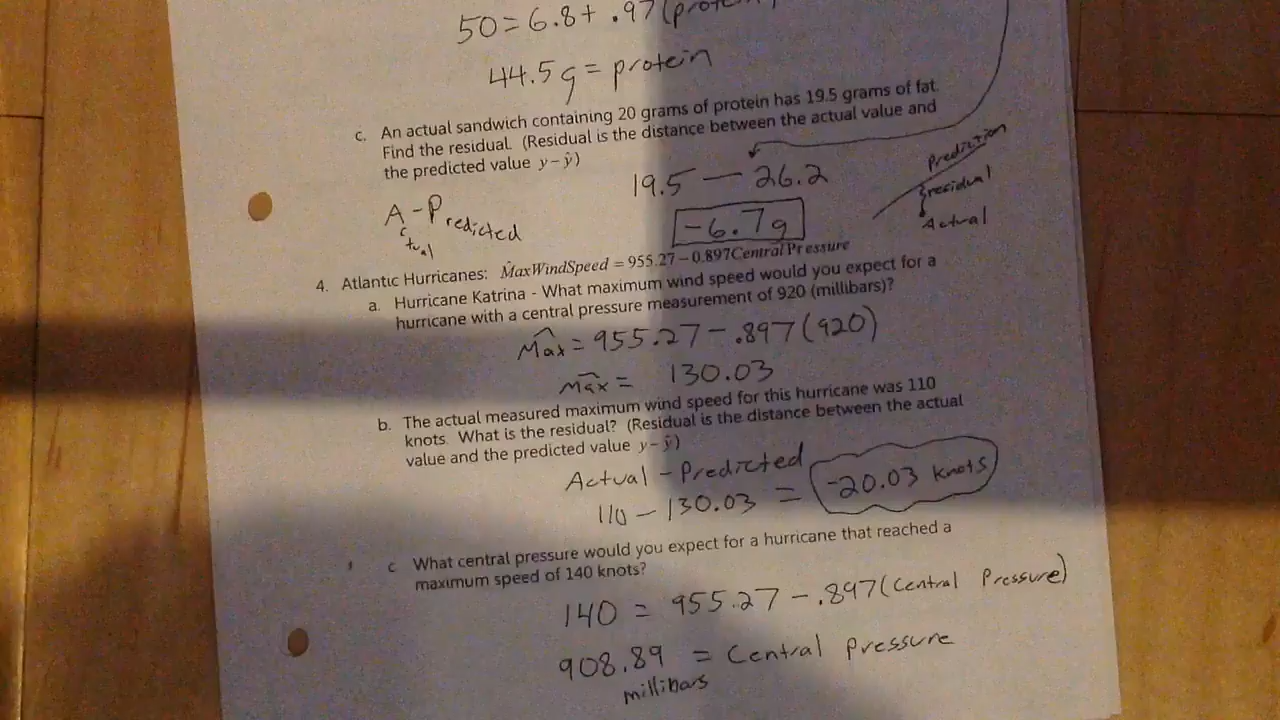 50 = 6.8 + .97 (protein)
44.5 g = protein
c. An actual sandwich containing 20 grams of protein has 19.5 grams of fat.
Find the residual. (Residual is the distance between the actual value and
the predicted value y − ŷ)
19.5 — 26.2
Prediction
residual
Actual
A - Predicted
ctual
-6.7g
4. Atlantic Hurricanes: M̂axWindSpeed = 955.27 − 0.897CentralPressure
a. Hurricane Katrina - What maximum wind speed would you expect for a
hurricane with a central pressure measurement of 920 (millibars)?
M̂ax = 955.27 - .897 (920)
M̂ax = 130.03
b. The actual measured maximum wind speed for this hurricane was 110
knots. What is the residual? (Residual is the distance between the actual
value and the predicted value y − ŷ)
Actual - Predicted
110 - 130.03 = -20.03 knots
c. What central pressure would you expect for a hurricane that reached a
maximum speed of 140 knots?
140 = 955.27 - .897 (Central Pressure)
908.89 = Central Pressure
millibars